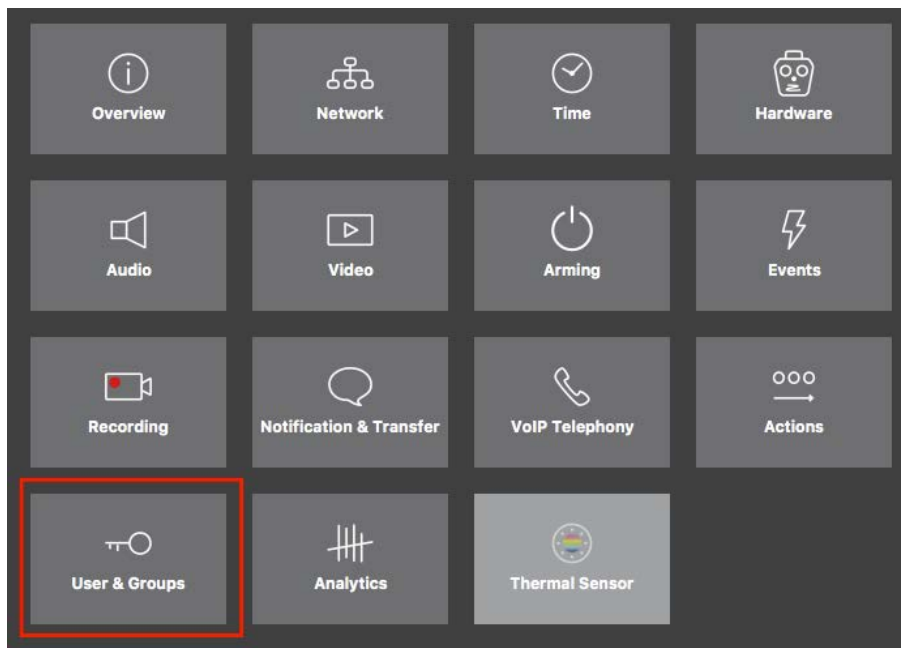 Overview
Network
Time
Hardware
Audio
Video
Arming
Events
Recording
Notification & Transfer
VoIP Telephony
Actions
User & Groups
Analytics
Thermal Sensor